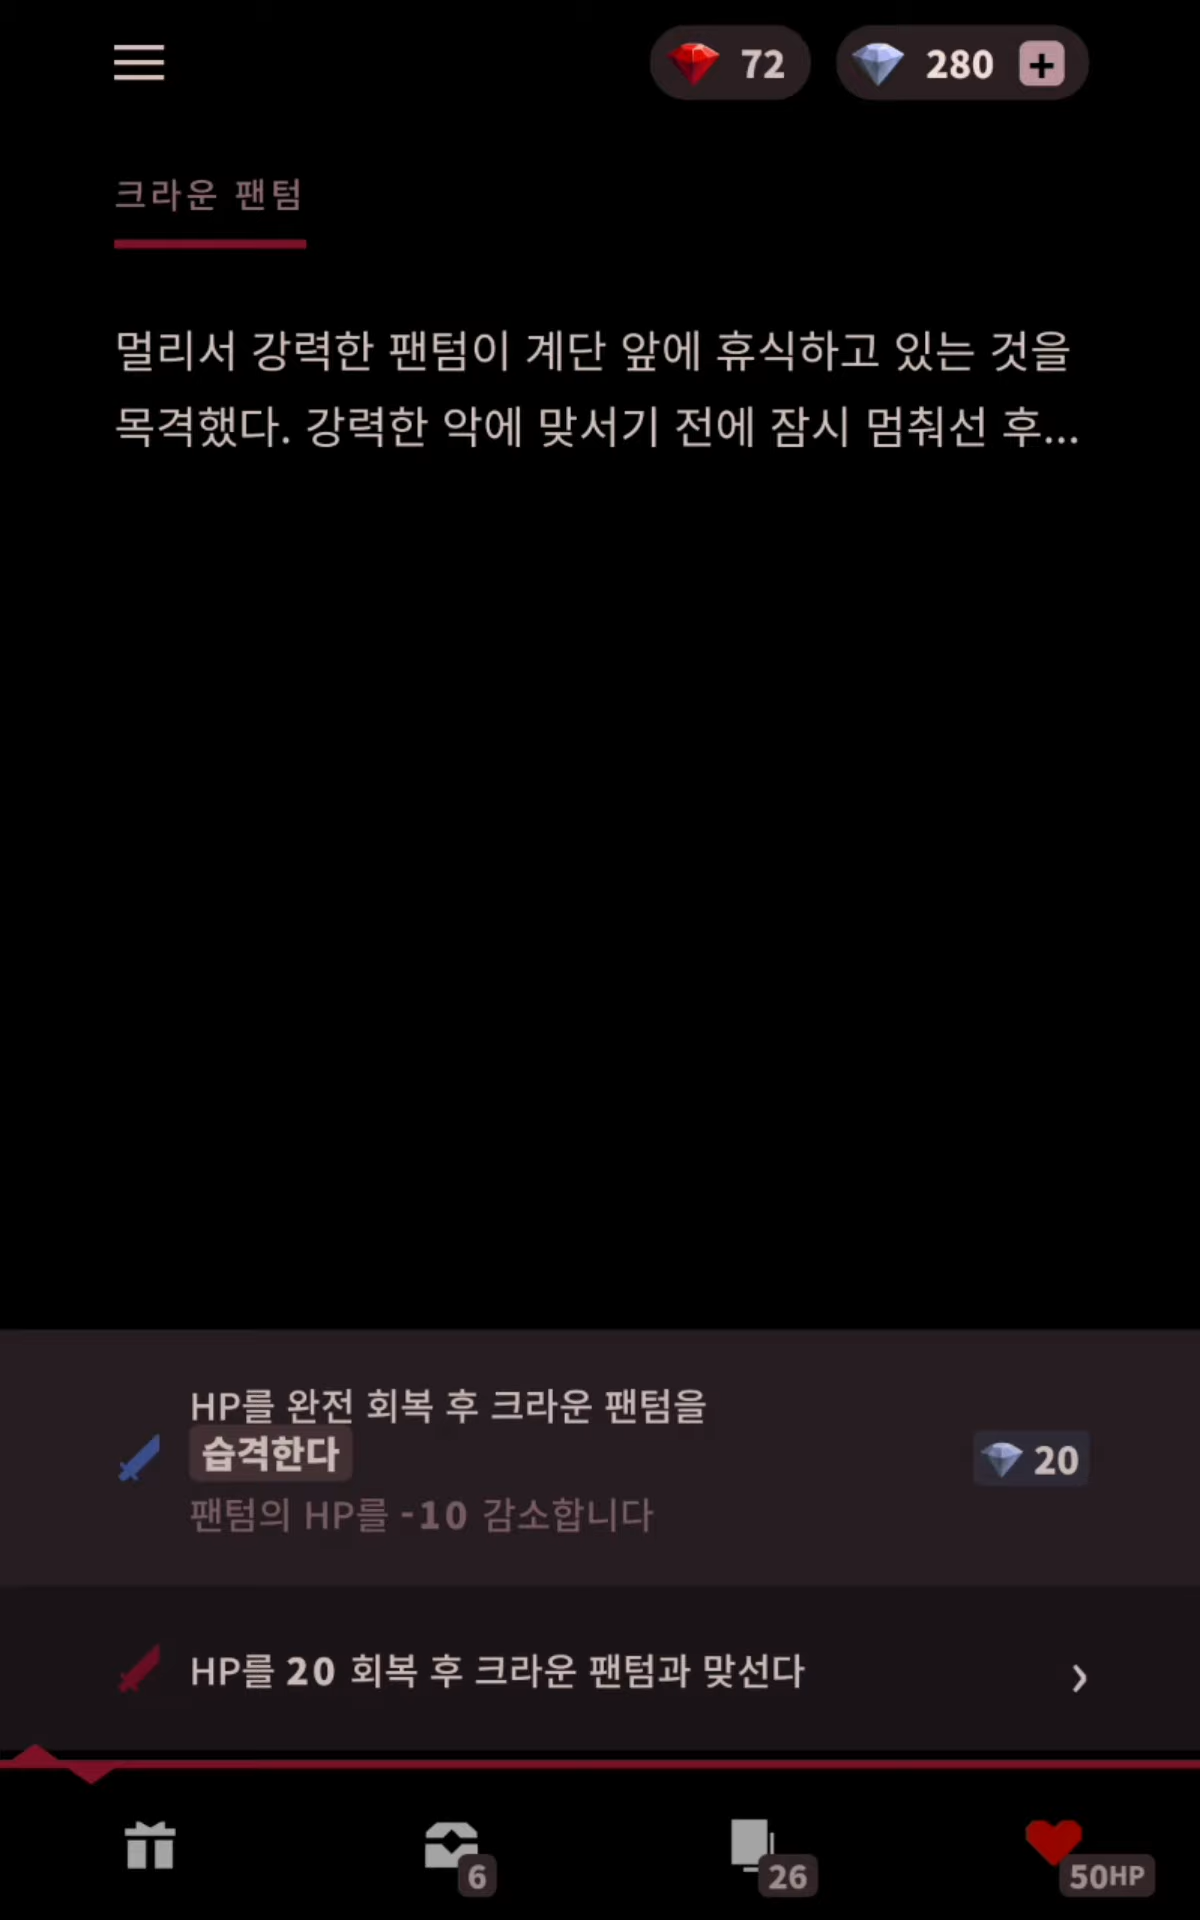 72
280
+
크라운 팬텀
멀리서 강력한 팬텀이 계단 앞에 휴식하고 있는 것을
목격했다. 강력한 악에 맞서기 전에 잠시 멈춰선 후...
HP를 완전 회복 후 크라운 팬텀을
습격한다
팬텀의 HP를 -10 감소합니다
20
HP를 20 회복 후 크라운 팬텀과 맞선다
6
26
50HP